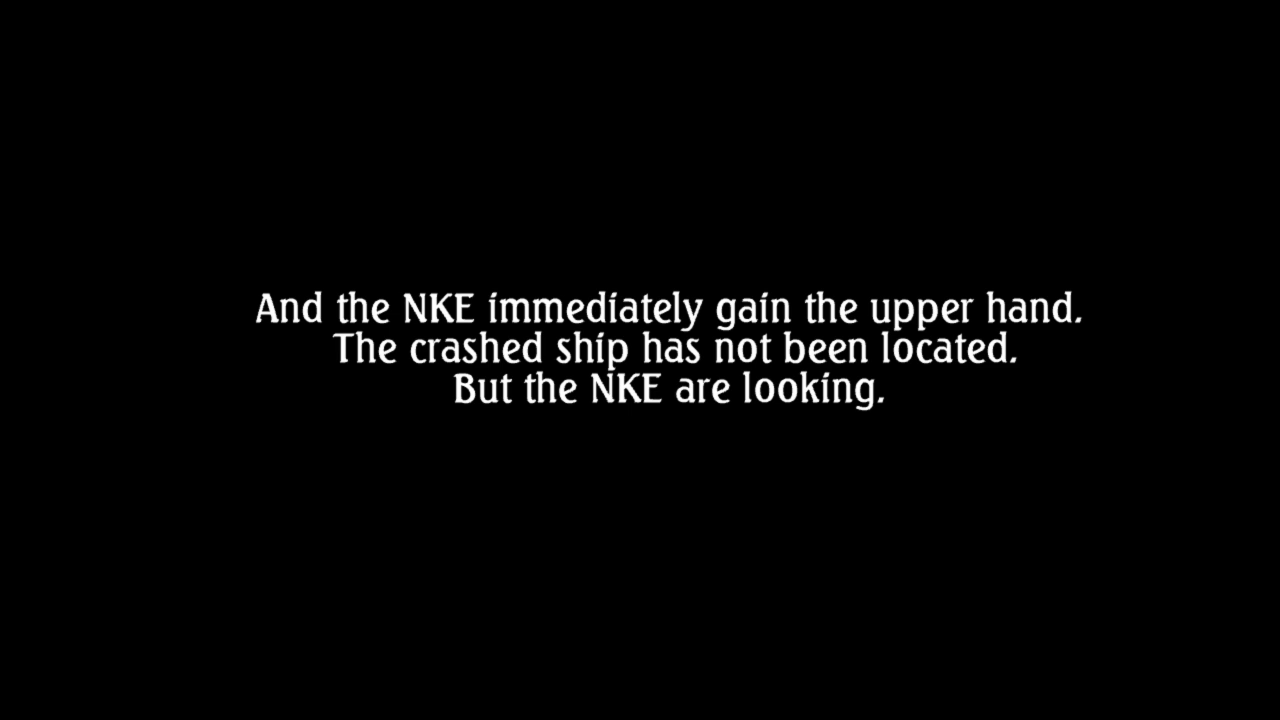 And the NKE immediately gain the upper hand.
The crashed ship has not been located.
But the NKE are looking.